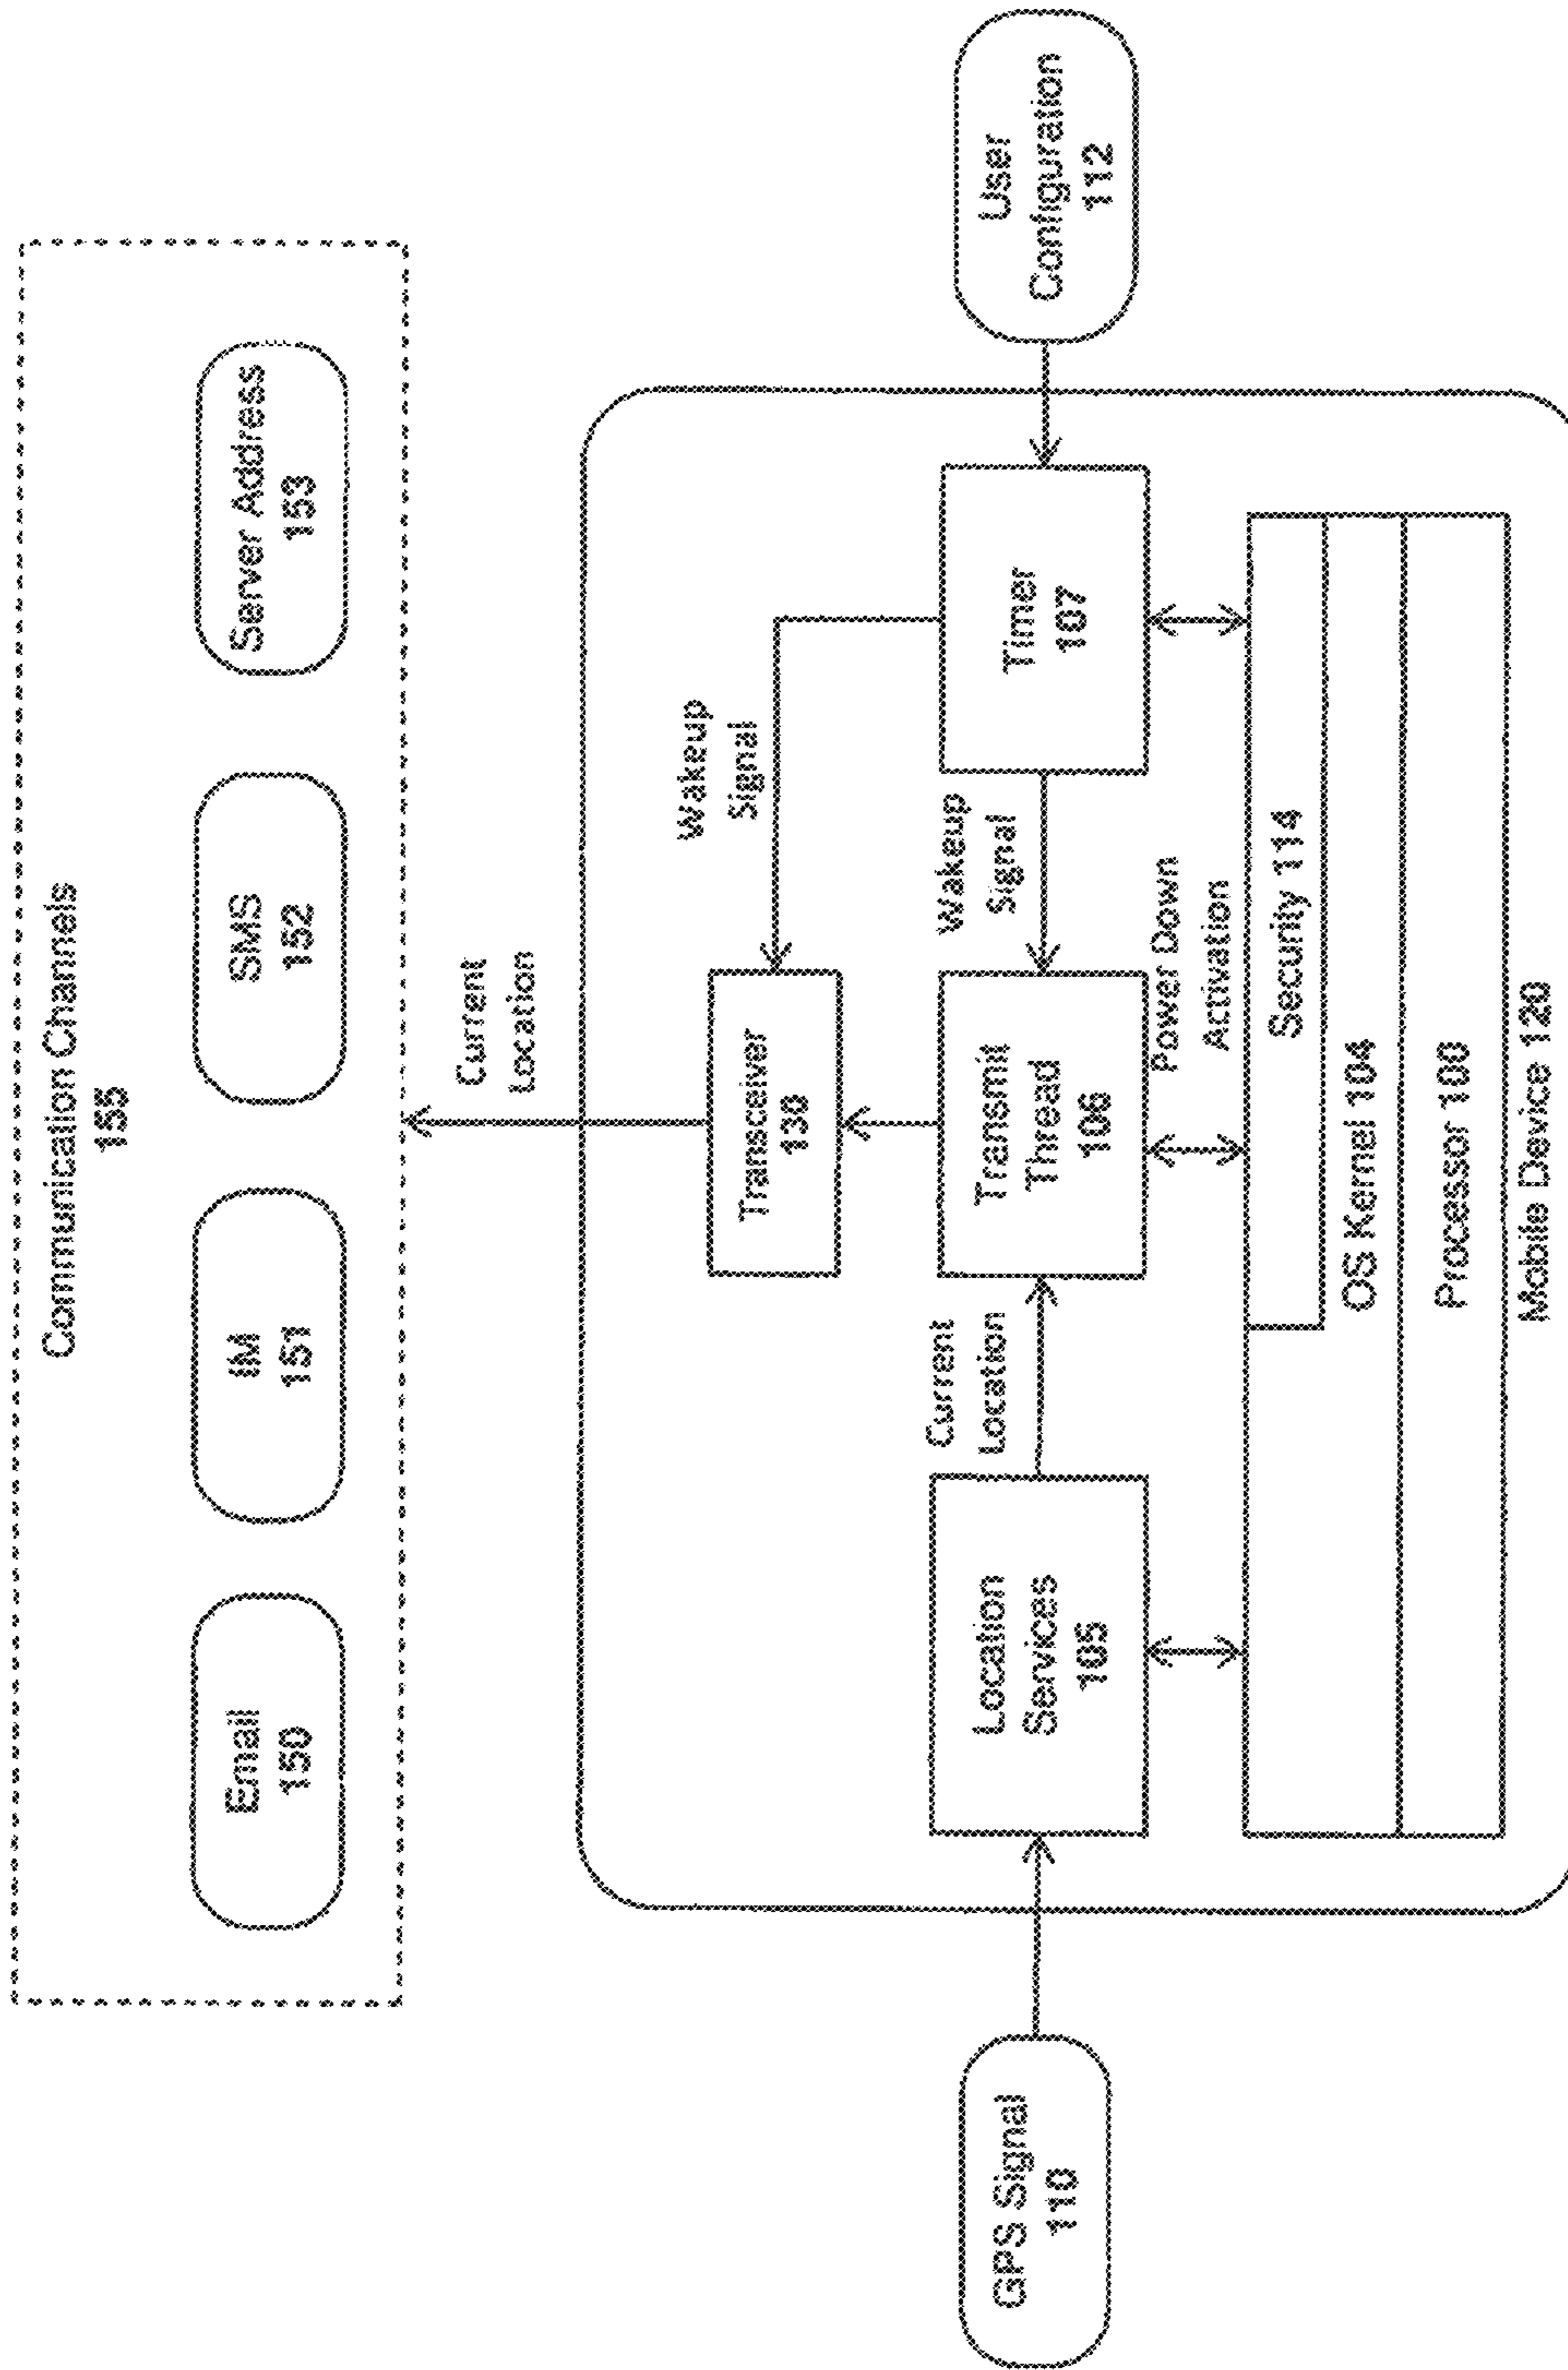 Communication Channels
155
Email
150
IM
151
SMS
152
Server Address
153
Current
Location
Wakeup
Signal
Transceiver
130
GPS Signal
110
Location
Services
105
Current
Location
Transmit
Thread
106
Wakeup
Signal
Timer
107
User
Configuration
112
Power Down
Activation
Security 114
OS Kernel 104
Processor 100
Mobile Device 120